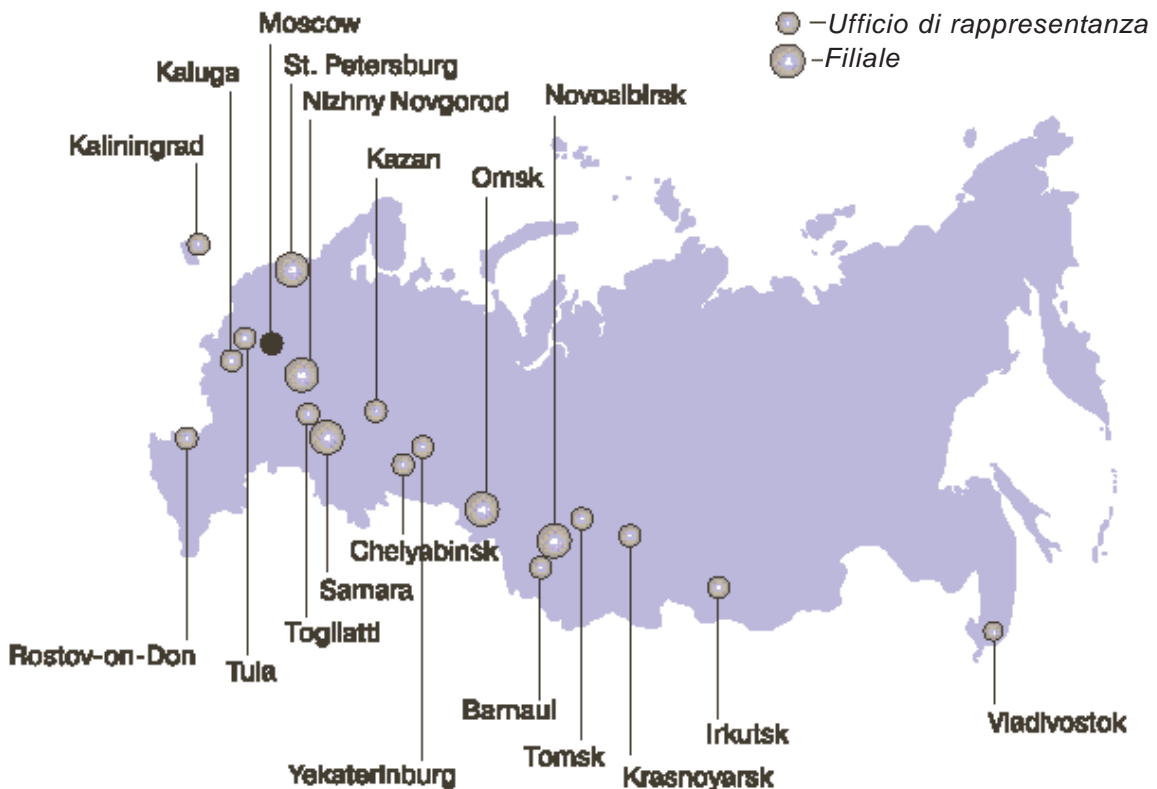 Moscow
–Ufficio di rappresentanza
St. Petersburg
–Filiale
Kaluga
Nizhny Novgorod
Novosibirsk
Kaliningrad
Kazan
Omsk
Chelyabinsk
Samara
Togliatti
Rostov-on-Don
Tula
Barnaul
Vladivostok
Irkutsk
Tomsk
Yekaterinburg
Krasnoyarsk